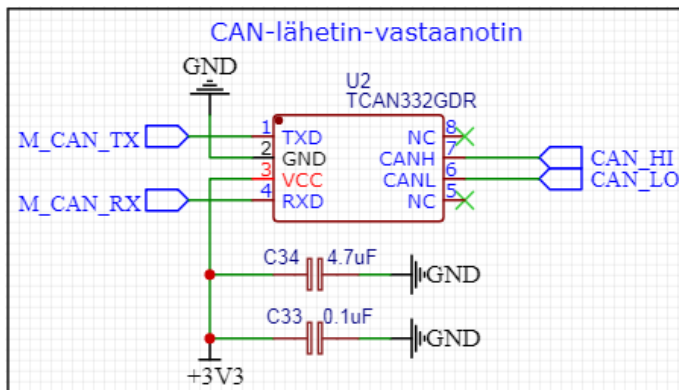 CAN-lähetin-vastaanotin
GND
U2
TCAN332GDR
M_CAN_TX
1 TXD
NC 8
2 GND
CANH 7
CAN_HI
3 VCC
CANL 6
CAN_LO
M_CAN_RX
4 RXD
NC 5
C34 4.7uF
GND
C33 0.1uF
GND
+3V3